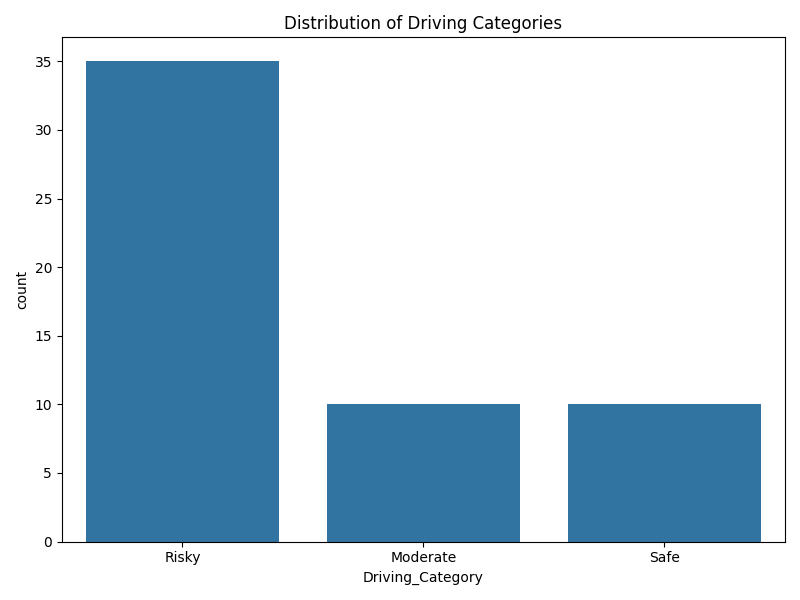 Distribution of Driving Categories
35
30
25
20
15
10
5
0
count
Risky Moderate Safe
Driving_Category